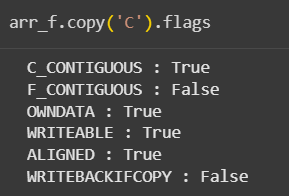 arr_f.copy('C').flags
C_CONTIGUOUS : True
F_CONTIGUOUS : False
OWNDATA : True
WRITEABLE : True
ALIGNED : True
WRITEBACKIFCOPY : False